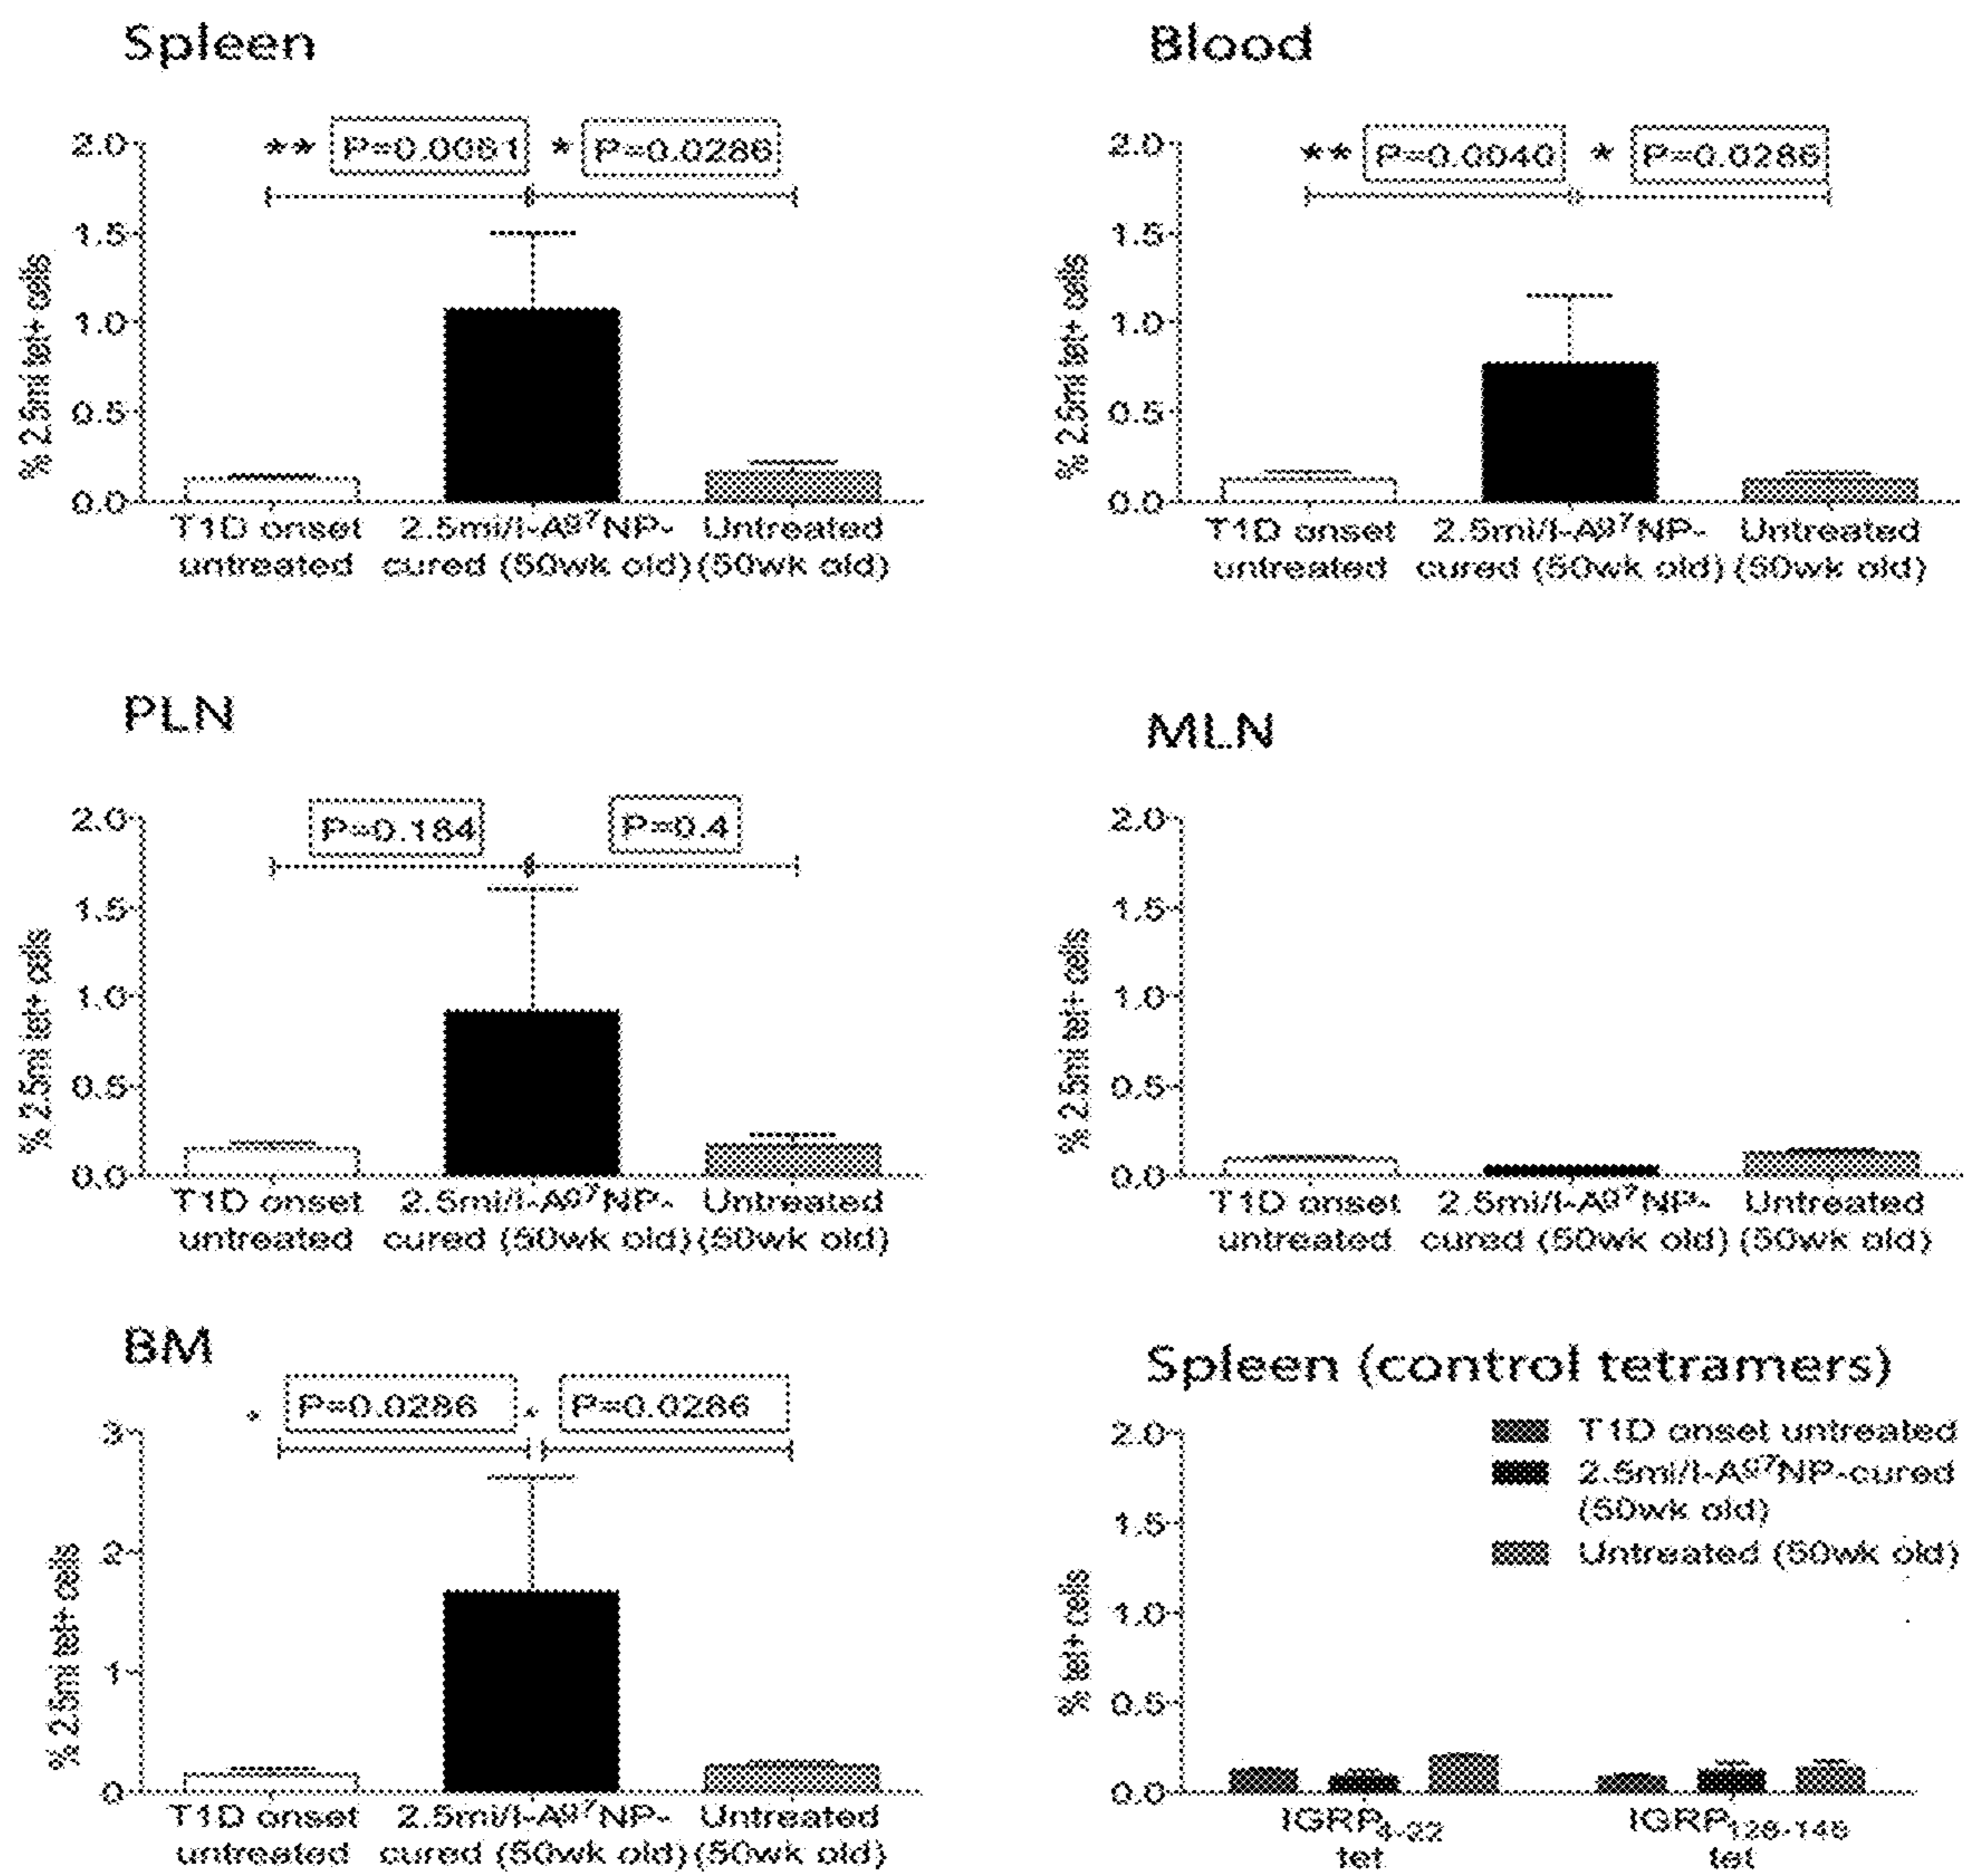 Spleen
** P=0.0081 * P=0.0286
2.0
1.5
1.0
0.5
0.0
% 2.5mi tet+ cells
T1D onset untreated
2.5mi/I-Ag7NP-cured (50wk old)
Untreated (50wk old)
Blood
** P=0.0040 * P=0.0286
2.0
1.5
1.0
0.5
0.0
% 2.5mi tet+ cells
T1D onset untreated
2.5mi/I-Ag7NP-cured (50wk old)
Untreated (50wk old)
PLN
P=0.184 P=0.4
2.0
1.5
1.0
0.5
0.0
% 2.5mi tet+ cells
T1D onset untreated
2.5mi/I-Ag7NP-cured (50wk old)
Untreated (50wk old)
MLN
2.0
1.5
1.0
0.5
0.0
% 2.5mi tet+ cells
T1D onset untreated
2.5mi/I-Ag7NP-cured (50wk old)
Untreated (50wk old)
BM
* P=0.0286 * P=0.0286
3
2
1
0
% 2.5mi tet+ cells
T1D onset untreated
2.5mi/I-Ag7NP-cured (50wk old)
Untreated (50wk old)
Spleen (control tetramers)
T1D onset untreated
2.5mi/I-Ag7NP-cured
(50wk old)
Untreated (50wk old)
2.0
1.5
1.0
0.5
0.0
% tet+ cells
IGRP4-22
tet
IGRP128-145
tet